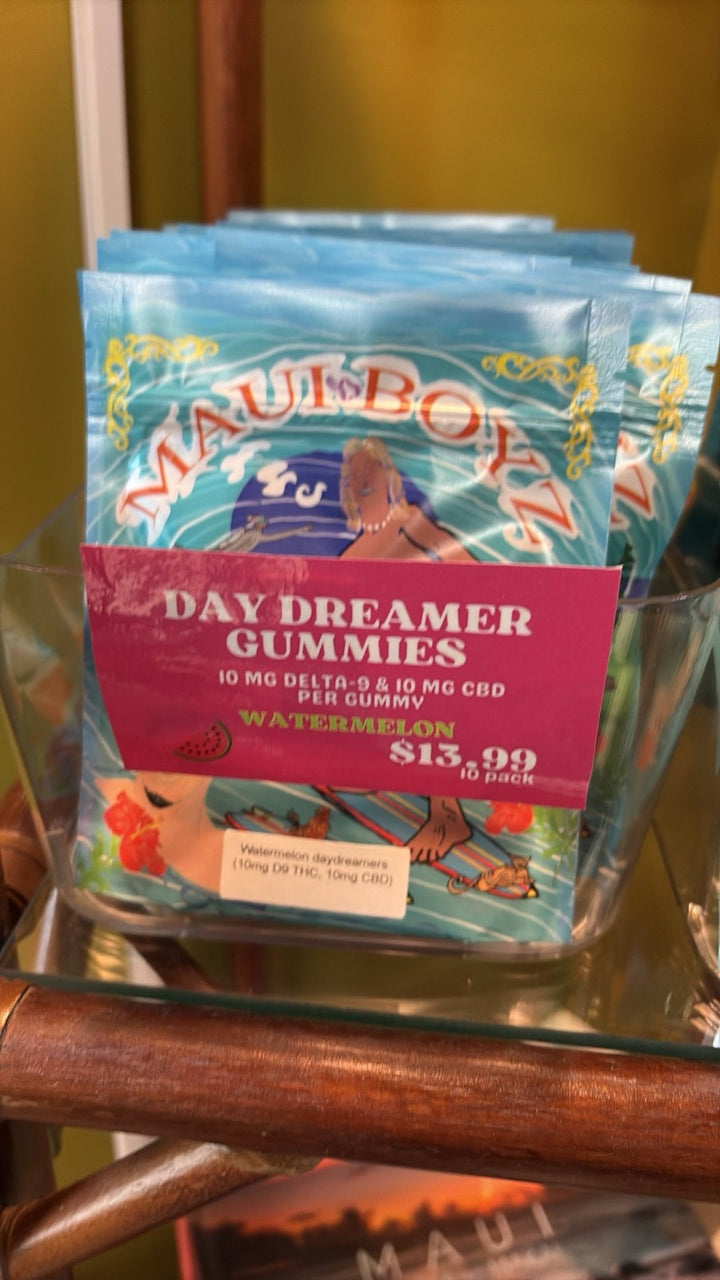 MAUI BOYZ
Z
DAY DREAMER
GUMMIES
10 MG DELTA-9 & 10 MG CBD
PER GUMMY
WATERMELON
$13.99
10 pack
Watermelon daydreamers
(10mg D9 THC, 10mg CBD)
MAUI